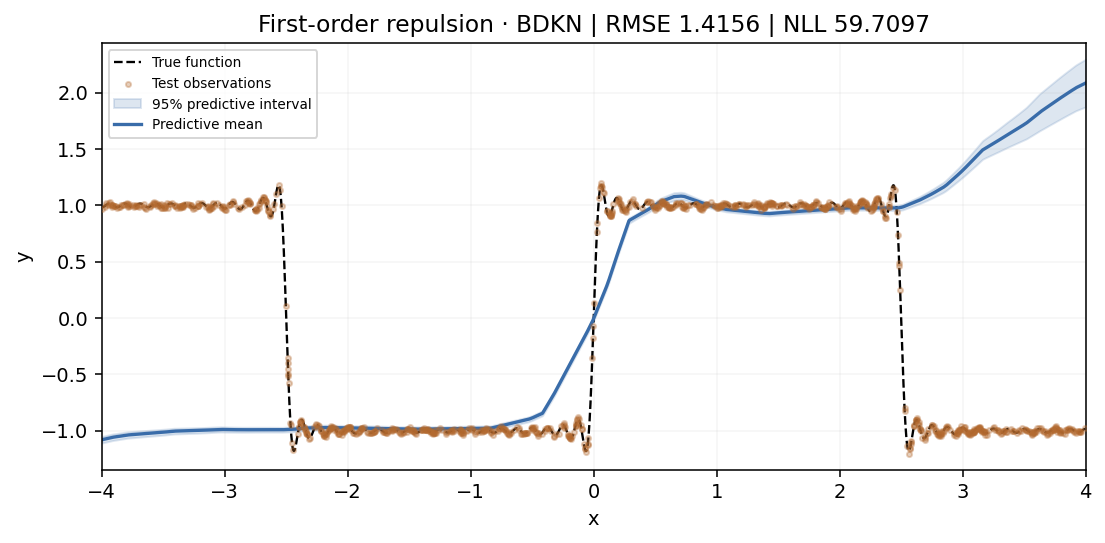 First-order repulsion · BDKN | RMSE 1.4156 | NLL 59.7097
True function
Test observations
95% predictive interval
Predictive mean
2.0
1.5
1.0
0.5
0.0
−0.5
−1.0
y
−4 −3 −2 −1 0 1 2 3 4
x